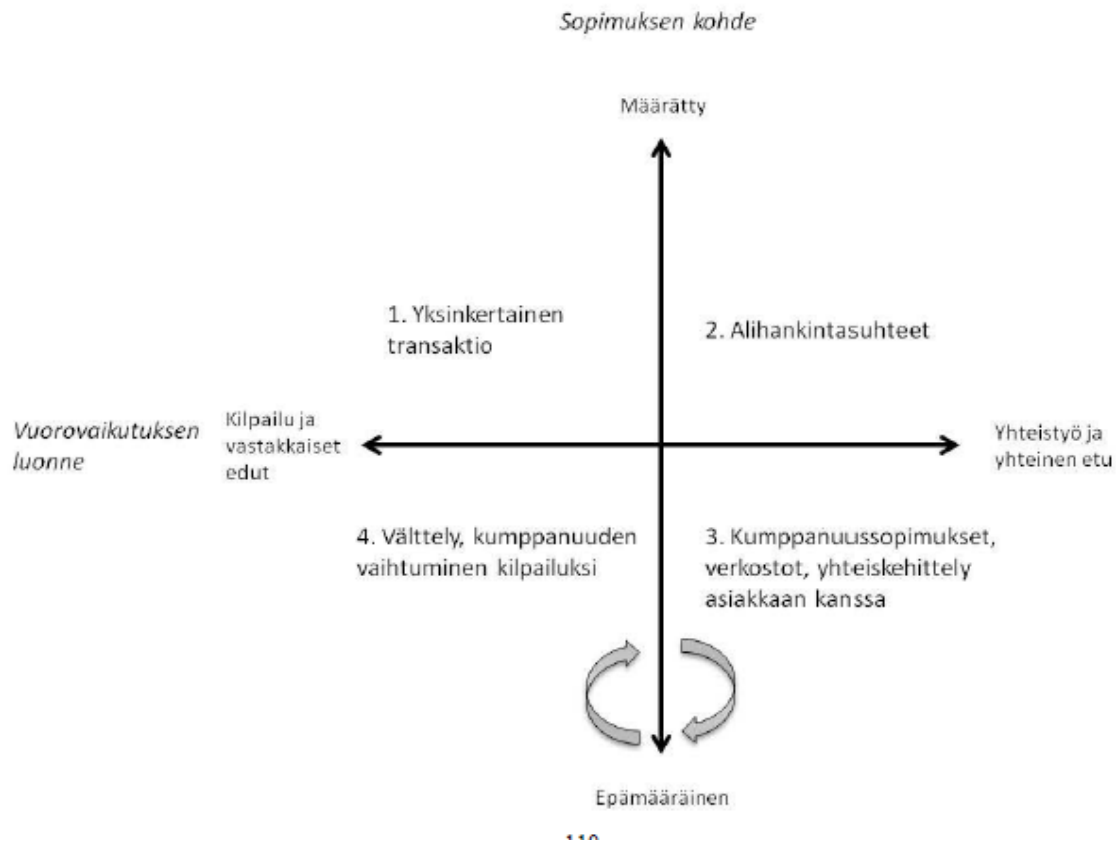 Sopimuksen kohde
Määrätty
1. Yksinkertainen
transaktio
2. Alihankintasuhteet
Vuorovaikutuksen
luonne
Kilpailu ja
vastakkaiset
edut
Yhteistyö ja
yhteinen etu
4. Välttely, kumppanuuden
vaihtuminen kilpailuksi
3. Kumppanuussopimukset,
verkostot, yhteiskehittely
asiakkaan kanssa
Epämääräinen